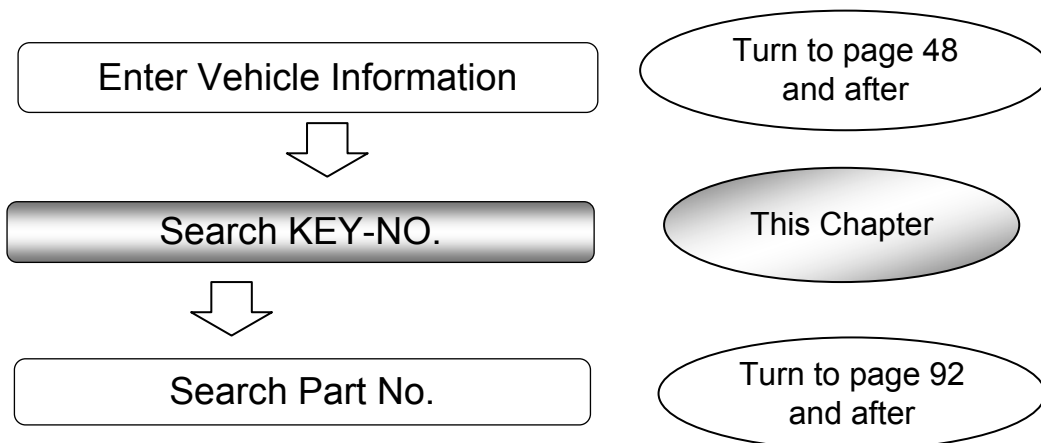 Enter Vehicle Information
Turn to page 48
and after
Search KEY-NO.
This Chapter
Search Part No.
Turn to page 92
and after